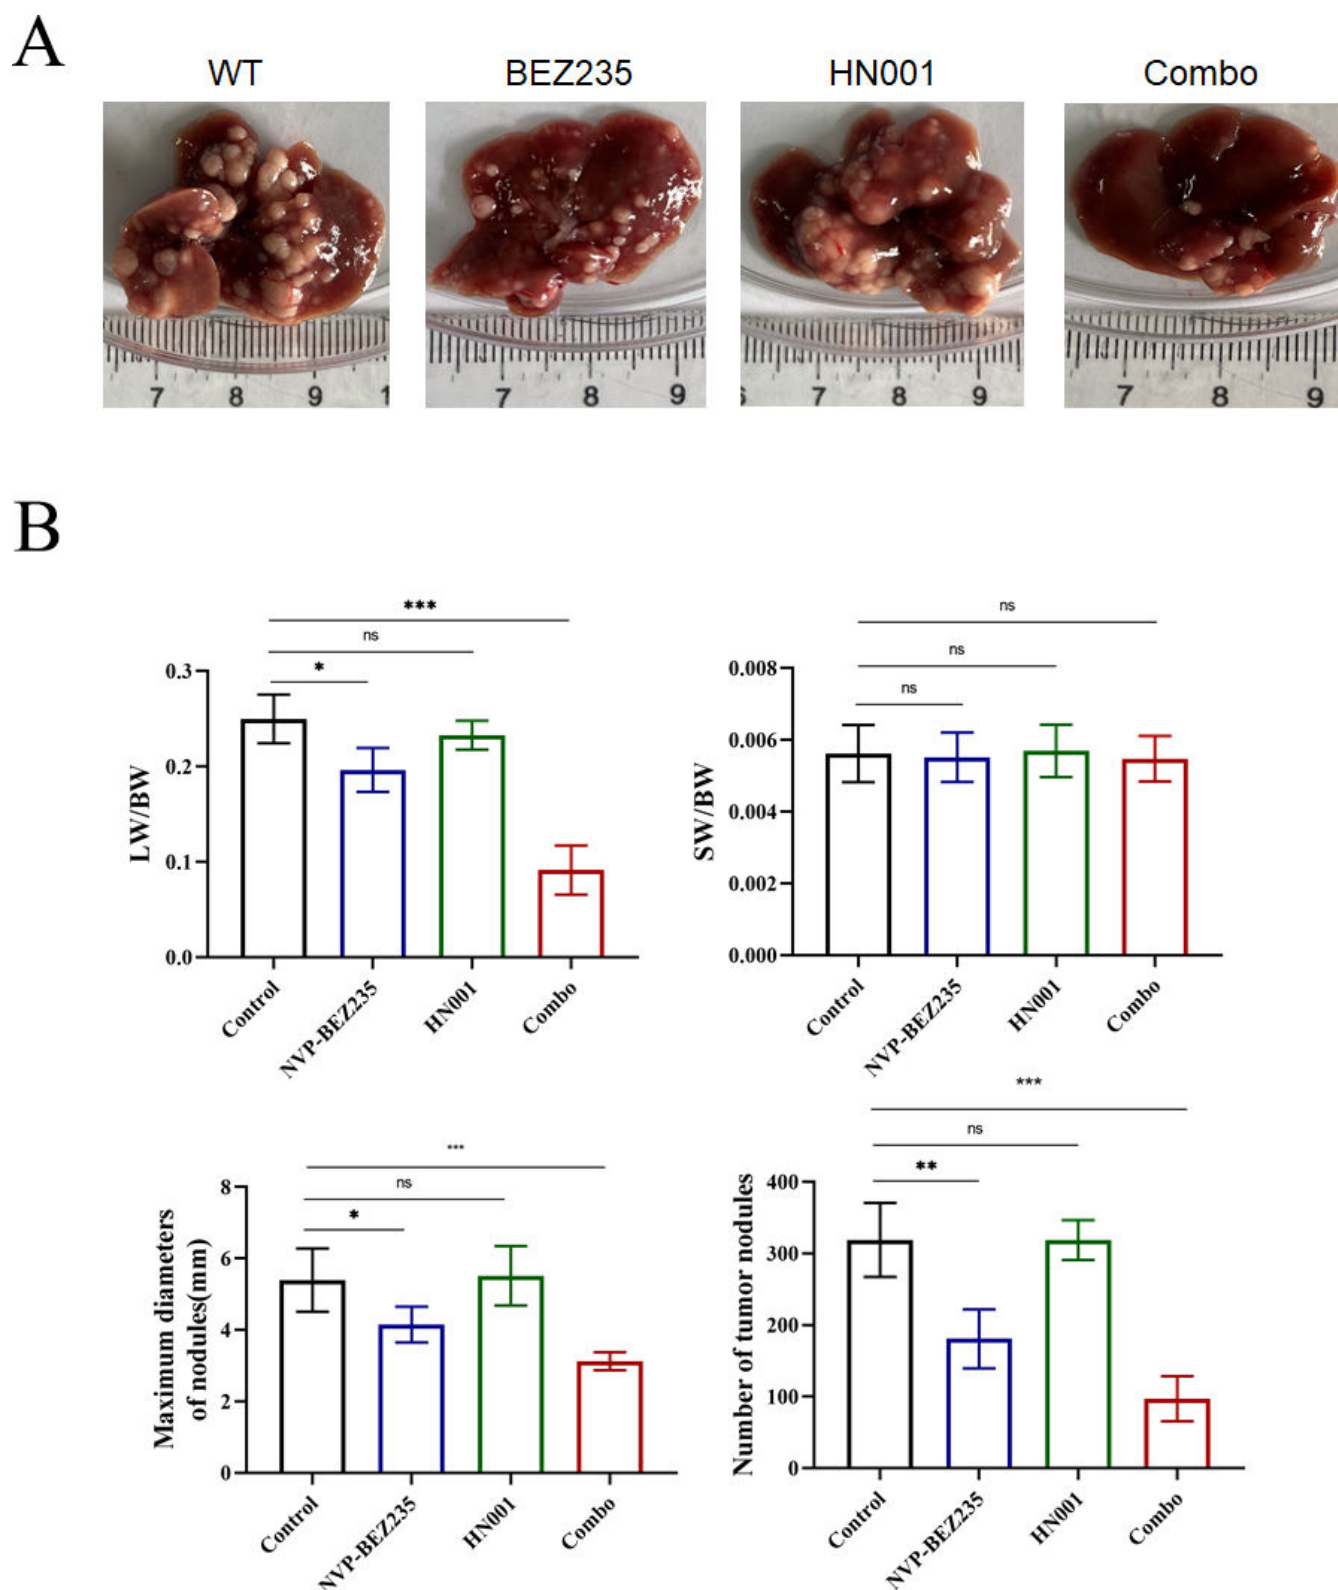 A
WT BEZ235 HN001 Combo
7 8 9 1
7 8 9
6 7 8 9
7 8 9
B
***
ns
*
0.3
0.2
0.1
0.0
LW/BW
Control NVP-BEZ235 HN001 Combo
ns
ns
ns
0.008
0.006
0.004
0.002
0.000
SW/BW
Control NVP-BEZ235 HN001 Combo
***
ns
*
8
6
4
2
0
Maximum diameters
of nodules(mm)
Control NVP-BEZ235 HN001 Combo
***
ns
**
400
300
200
100
0
Number of tumor nodules
Control NVP-BEZ235 HN001 Combo